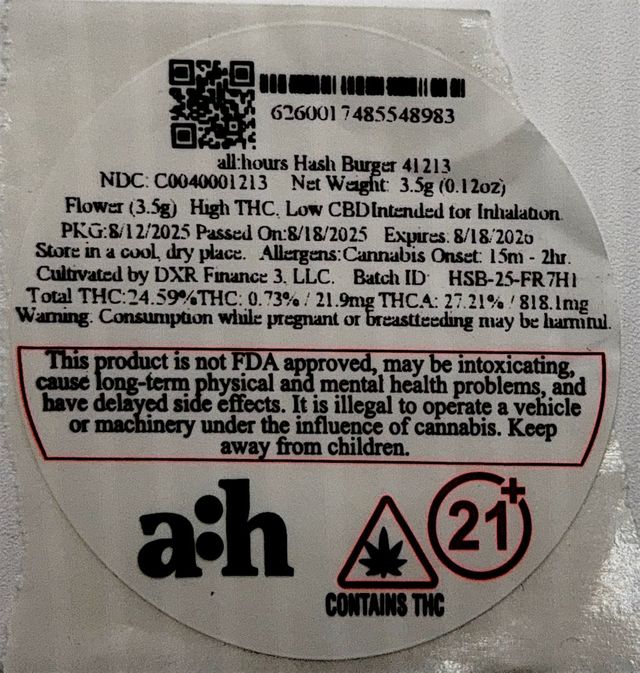 6260017485548983
all:hours Hash Burger 41213
NDC: C0040001213 Net Weight: 3.5g (0.12oz)
Flower (3.5g) High THC, Low CBD Intended for Inhalation.
PKG:8/12/2025 Passed On:8/18/2025 Expires: 8/18/2026
Store in a cool, dry place. Allergens: Cannabis Onset: 15m - 2hr.
Cultivated by DXR Finance 3, LLC. Batch ID: HSB-25-FR7H1
Total THC:24.59% THC: 0.73% / 21.9mg THCA: 27.21% / 818.1mg
Warning. Consumption while pregnant or breastfeeding may be harmful.
This product is not FDA approved, may be intoxicating,
cause long-term physical and mental health problems, and
have delayed side effects. It is illegal to operate a vehicle
or machinery under the influence of cannabis. Keep
away from children.
a:h
21+
CONTAINS THC